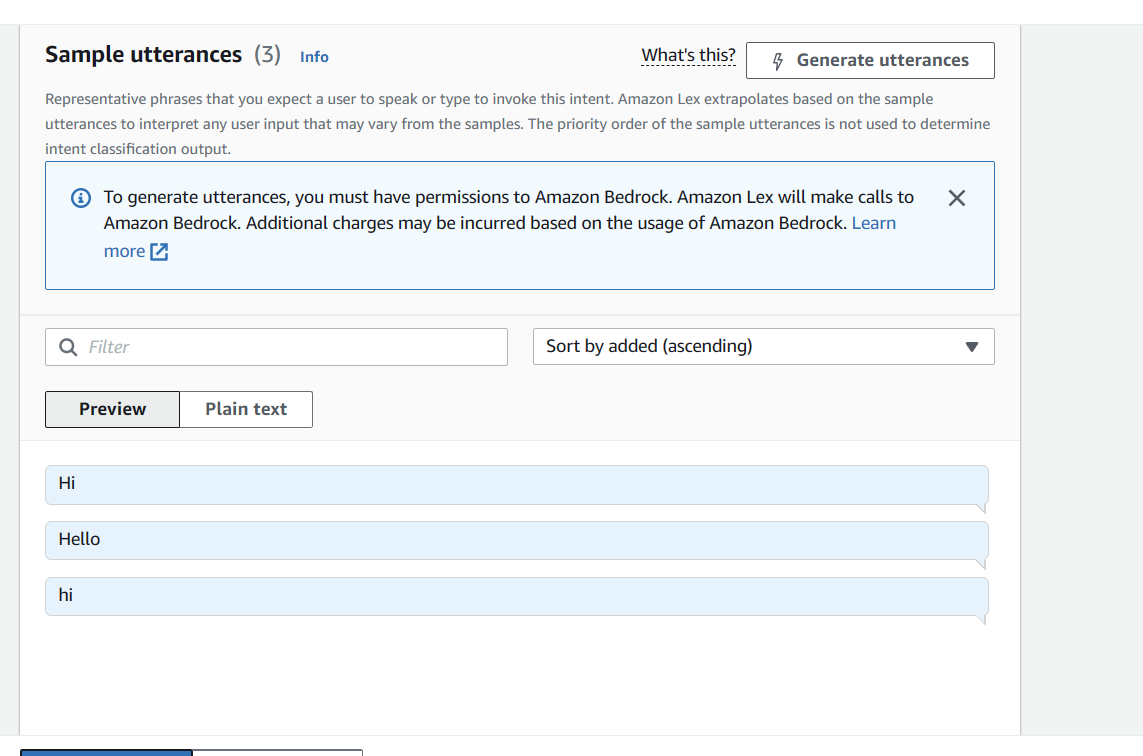 Sample utterances (3) Info
What's this?
Generate utterances
Representative phrases that you expect a user to speak or type to invoke this intent. Amazon Lex extrapolates based on the sample
utterances to interpret any user input that may vary from the samples. The priority order of the sample utterances is not used to determine
intent classification output.
To generate utterances, you must have permissions to Amazon Bedrock. Amazon Lex will make calls to
Amazon Bedrock. Additional charges may be incurred based on the usage of Amazon Bedrock. Learn
more
Filter
Sort by added (ascending)
Preview
Plain text
Hi
Hello
hi